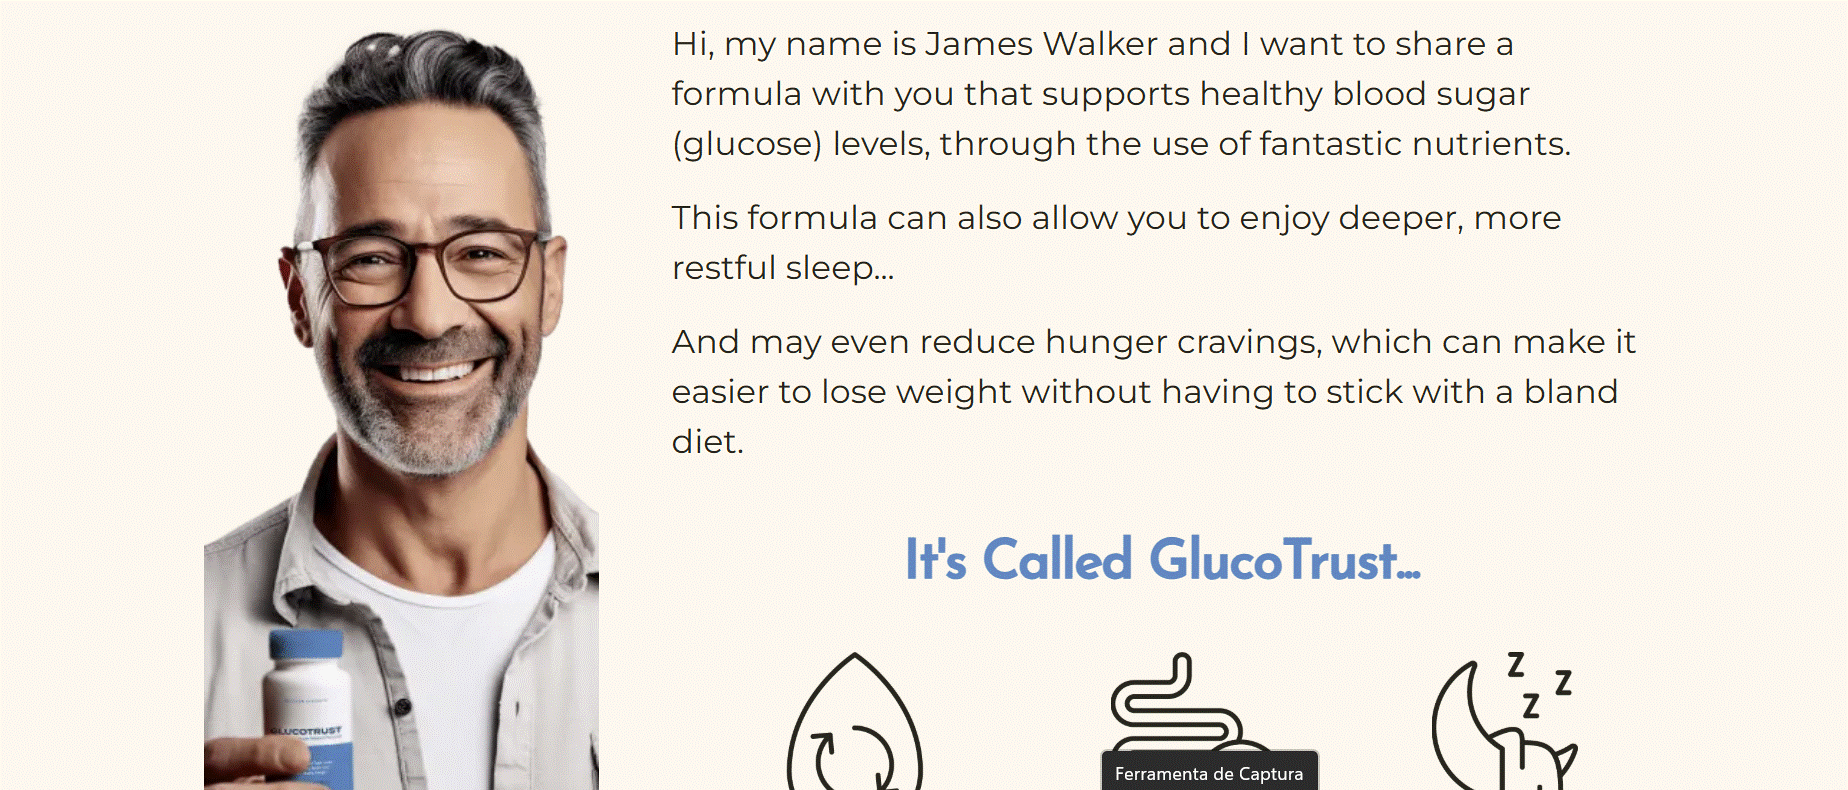 Hi, my name is James Walker and I want to share a
formula with you that supports healthy blood sugar
(glucose) levels, through the use of fantastic nutrients.
This formula can also allow you to enjoy deeper, more
restful sleep...
And may even reduce hunger cravings, which can make it
easier to lose weight without having to stick with a bland
diet.
It's Called GlucoTrust...
Z
Z
Z
GLUCOTRUST
Ferramenta de Captura